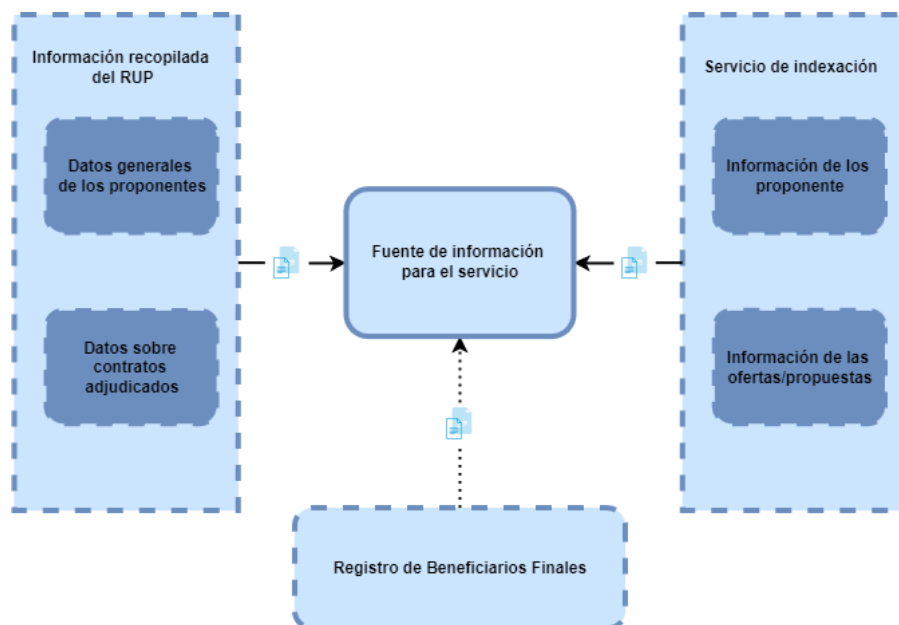 Información recopilada
del RUP
Datos generales
de los proponentes
Datos sobre
contratos
adjudicados
Fuente de información
para el servicio
Servicio de indexación
Información de los
proponente
Información de las
ofertas/propuestas
Registro de Beneficiarios Finales